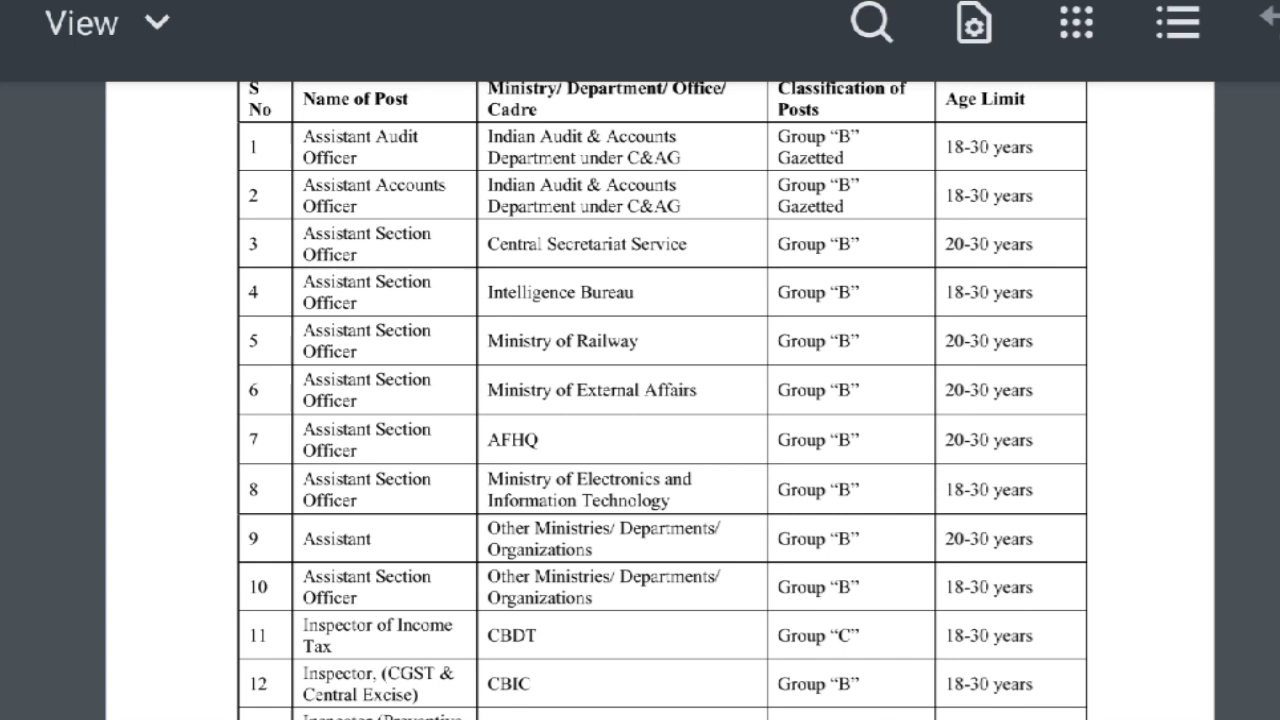 View
S No
Name of Post
Ministry/ Department/ Office/
Cadre
Classification of
Posts
Age Limit
1
Assistant Audit
Officer
Indian Audit & Accounts
Department under C&AG
Group “B”
Gazetted
18-30 years
2
Assistant Accounts
Officer
Indian Audit & Accounts
Department under C&AG
Group “B”
Gazetted
18-30 years
3
Assistant Section
Officer
Central Secretariat Service
Group “B”
20-30 years
4
Assistant Section
Officer
Intelligence Bureau
Group “B”
18-30 years
5
Assistant Section
Officer
Ministry of Railway
Group “B”
20-30 years
6
Assistant Section
Officer
Ministry of External Affairs
Group “B”
20-30 years
7
Assistant Section
Officer
AFHQ
Group “B”
20-30 years
8
Assistant Section
Officer
Ministry of Electronics and
Information Technology
Group “B”
18-30 years
9
Assistant
Other Ministries/ Departments/
Organizations
Group “B”
20-30 years
10
Assistant Section
Officer
Other Ministries/ Departments/
Organizations
Group “B”
18-30 years
11
Inspector of Income
Tax
CBDT
Group “C”
18-30 years
12
Inspector, (CGST &
Central Excise)
CBIC
Group “B”
18-30 years
Inspector (Preventive